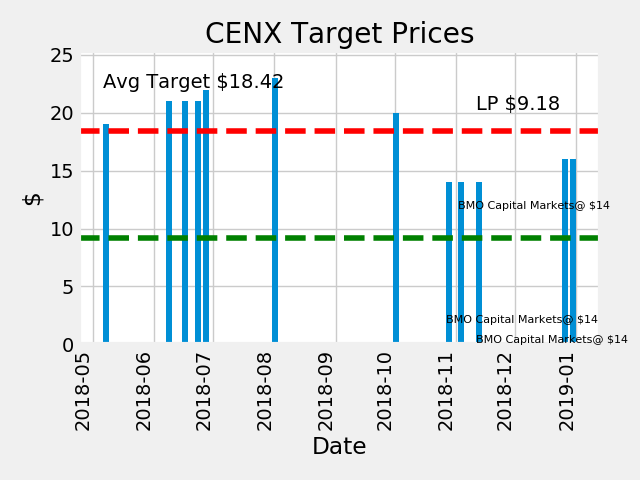 CENX Target Prices
25
Avg Target $18.42
LP $9.18
20
15
BMO Capital Markets@ $14
10
5
BMO Capital Markets@ $14
BMO Capital Markets@ $14
0
$
2018-05
2018-06
2018-07
2018-08
2018-09
2018-10
2018-11
2018-12
2019-01
Date